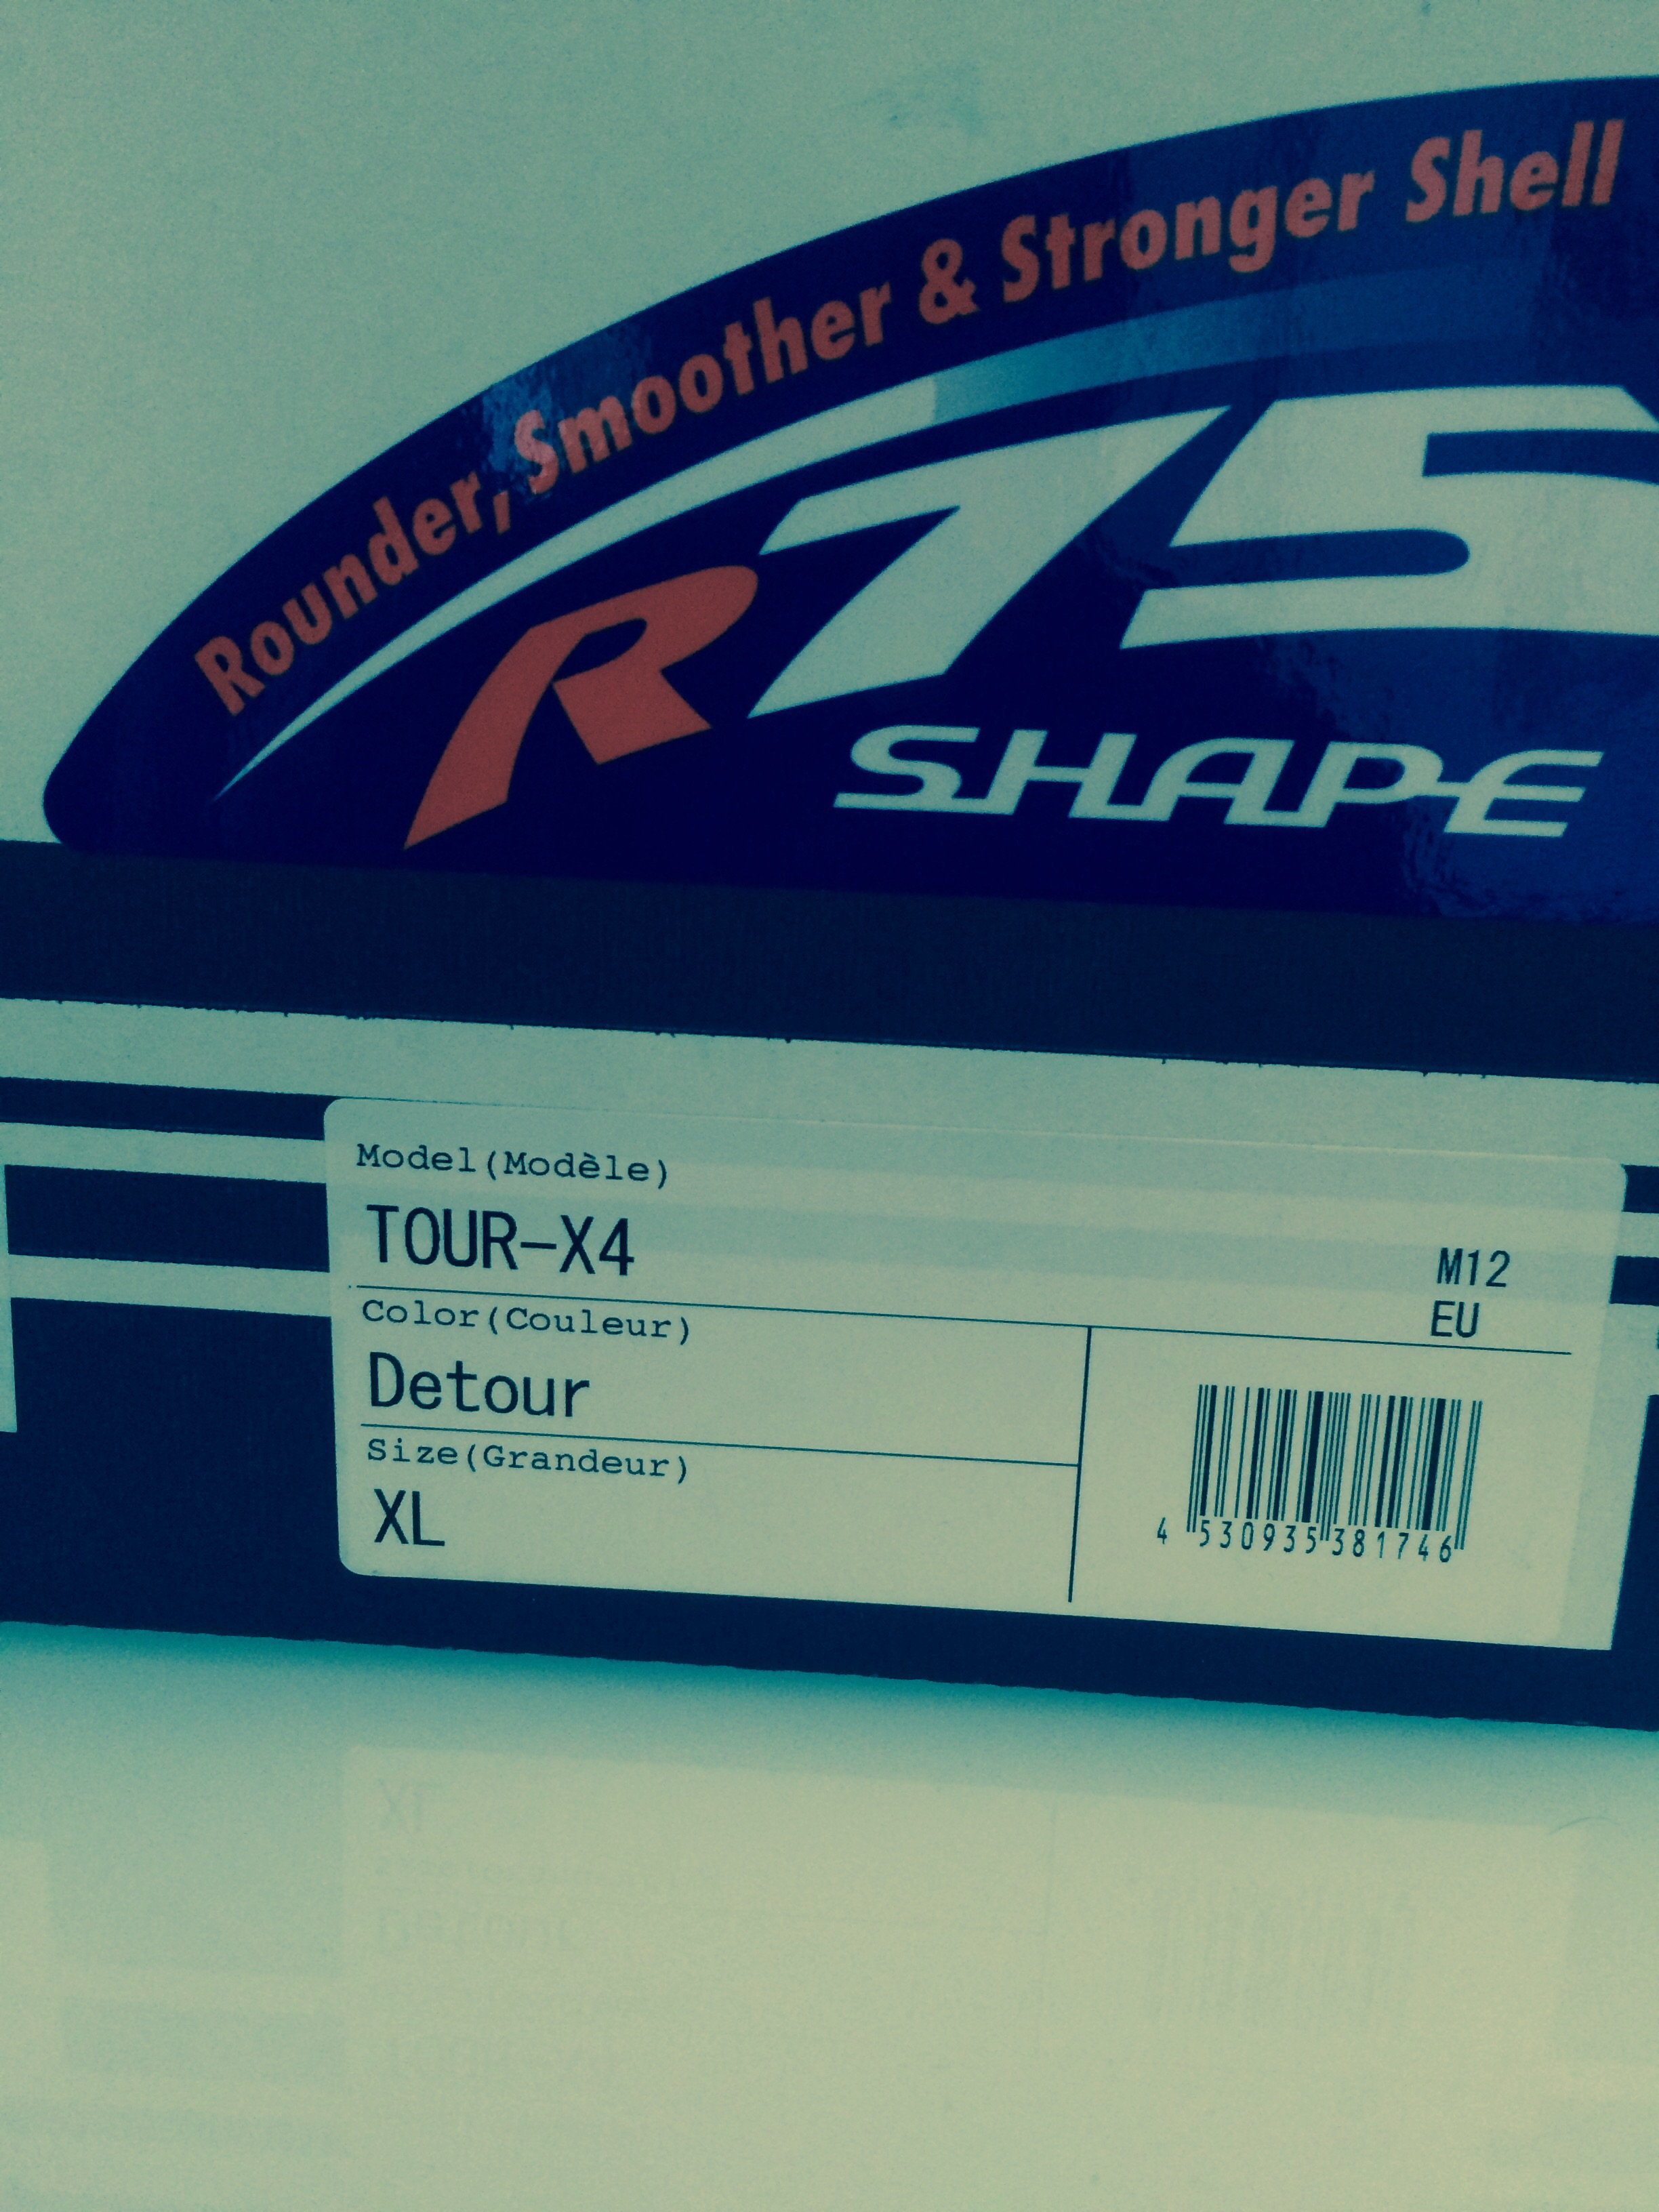 Rounder, Smoother & Stronger Shell
R75
SHAPE
Model(Modèle)
TOUR-X4
M12
EU
Color(Couleur)
Detour
Size(Grandeur)
XL
4 530935 381746